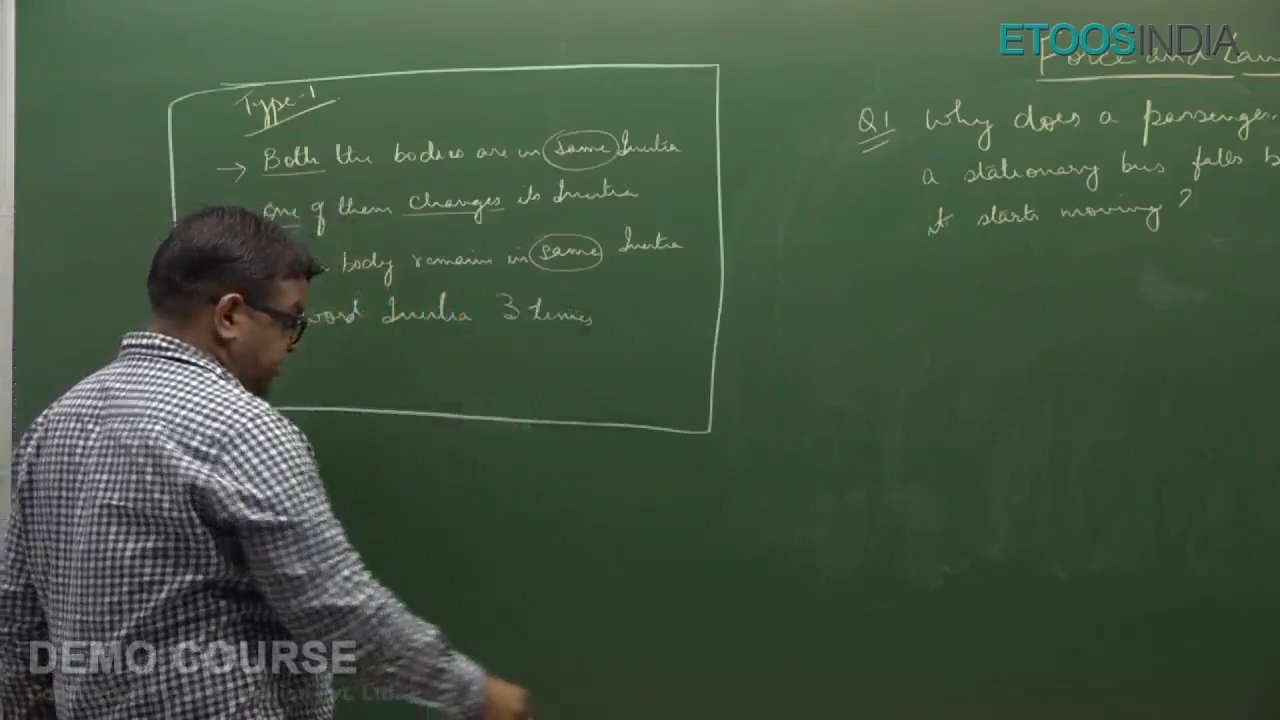 ETOOSINDIA
Type-1
→ Both the bodies are in same Inertia
one of them changes its Inertia
body remain in same Inertia
word Inertia 3 times
Force and Law
Q1 Why does a passenger
a stationary bus falls b
it starts moving ?
DEMO COURSE